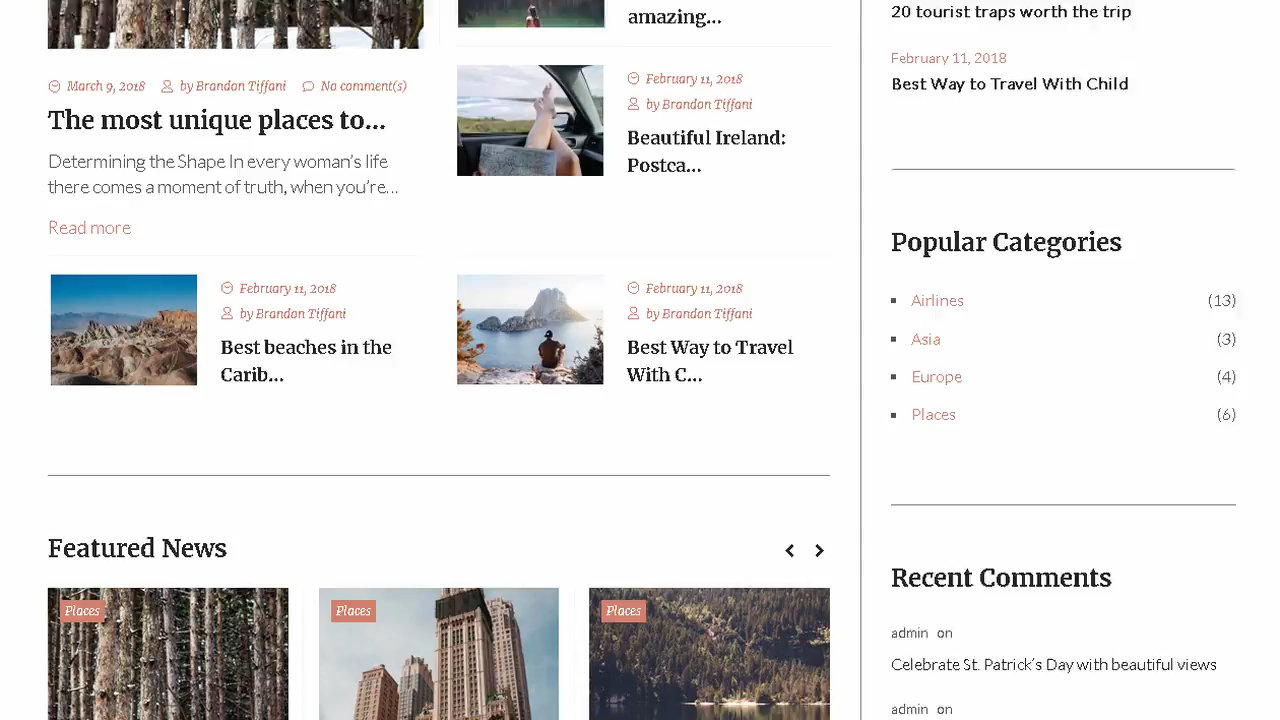 amazing...
March 9, 2018 by Brandon Tiffani No comment(s)
The most unique places to...
Determining the Shape In every woman's life
there comes a moment of truth, when you're...
Read more
February 11, 2018
by Brandon Tiffani
Beautiful Ireland:
Postca...
February 11, 2018
by Brandon Tiffani
Best beaches in the
Carib...
February 11, 2018
by Brandon Tiffani
Best Way to Travel
With C...
Featured News
Places
Places
Places
20 tourist traps worth the trip
February 11, 2018
Best Way to Travel With Child
Popular Categories
Airlines (13)
Asia (3)
Europe (4)
Places (6)
Recent Comments
admin on
Celebrate St. Patrick's Day with beautiful views
admin on